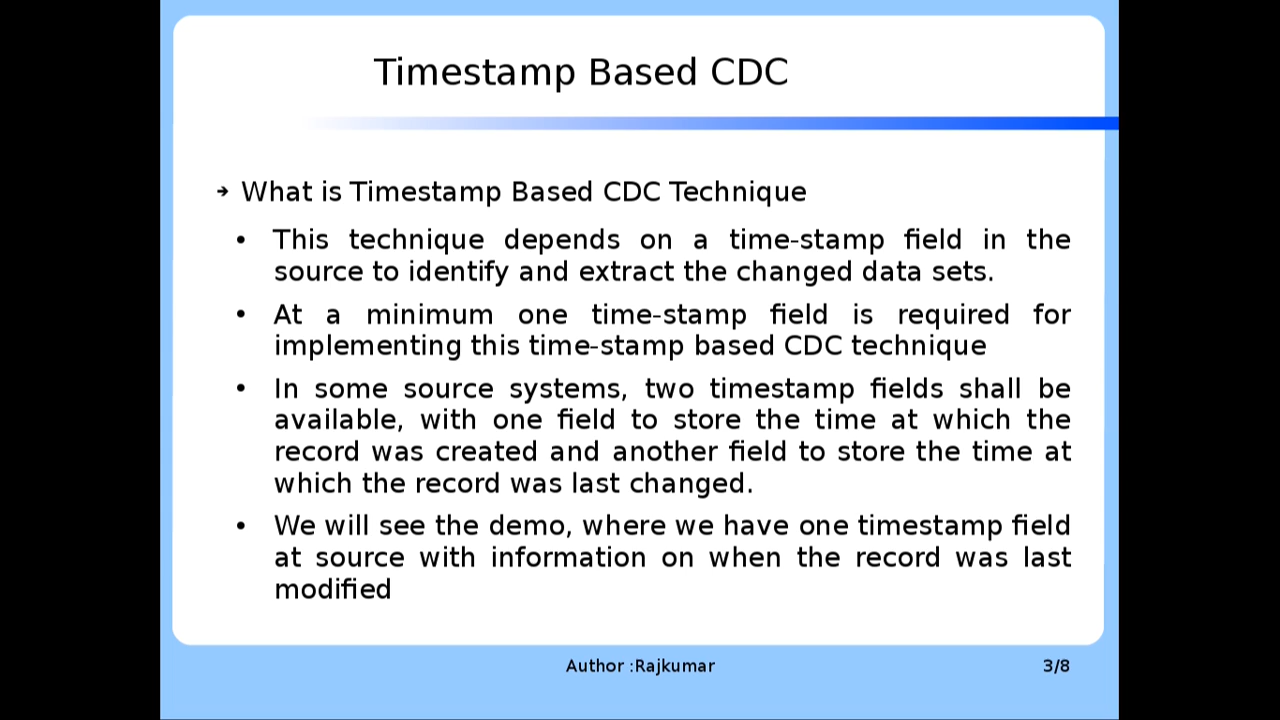 Timestamp Based CDC
➔ What is Timestamp Based CDC Technique
• This technique depends on a time-stamp field in the
source to identify and extract the changed data sets.
• At a minimum one time-stamp field is required for
implementing this time-stamp based CDC technique
• In some source systems, two timestamp fields shall be
available, with one field to store the time at which the
record was created and another field to store the time at
which the record was last changed.
• We will see the demo, where we have one timestamp field
at source with information on when the record was last
modified
Author :Rajkumar
3/8